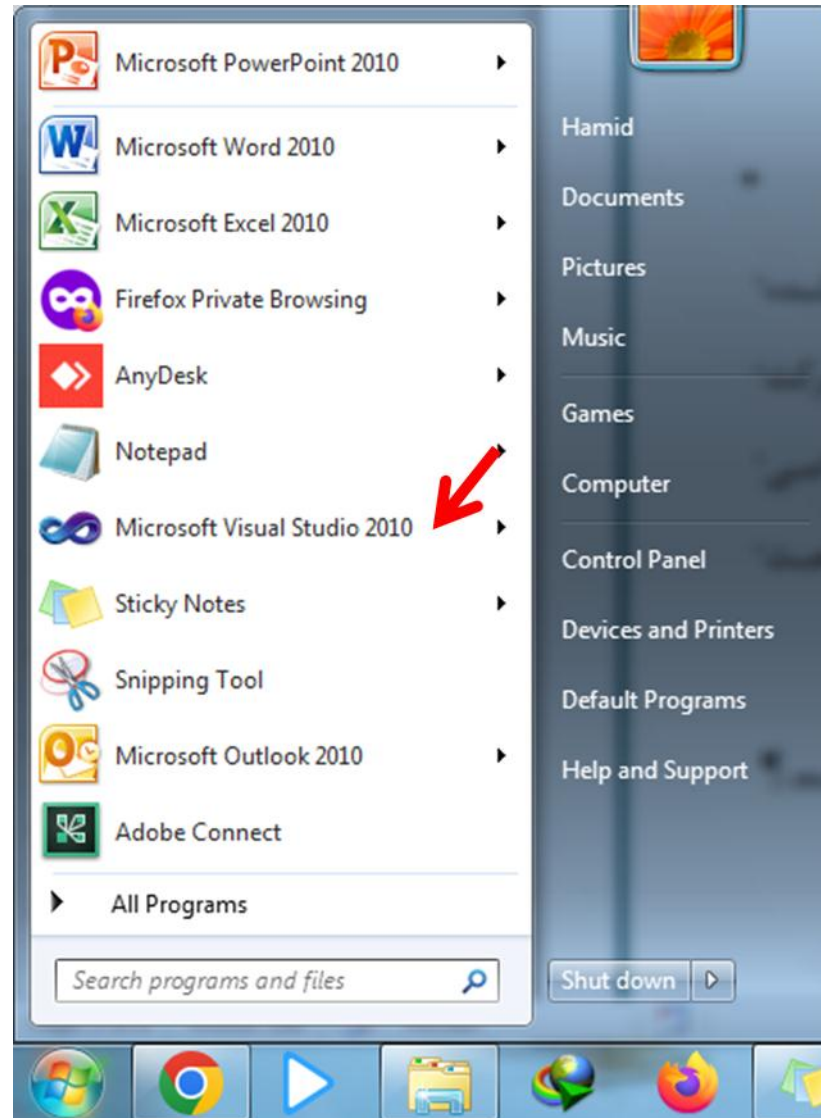 Microsoft PowerPoint 2010
Microsoft Word 2010
Microsoft Excel 2010
Firefox Private Browsing
AnyDesk
Notepad
Microsoft Visual Studio 2010
Sticky Notes
Snipping Tool
Microsoft Outlook 2010
Adobe Connect
All Programs
Search programs and files
Hamid
Documents
Pictures
Music
Games
Computer
Control Panel
Devices and Printers
Default Programs
Help and Support
Shut down